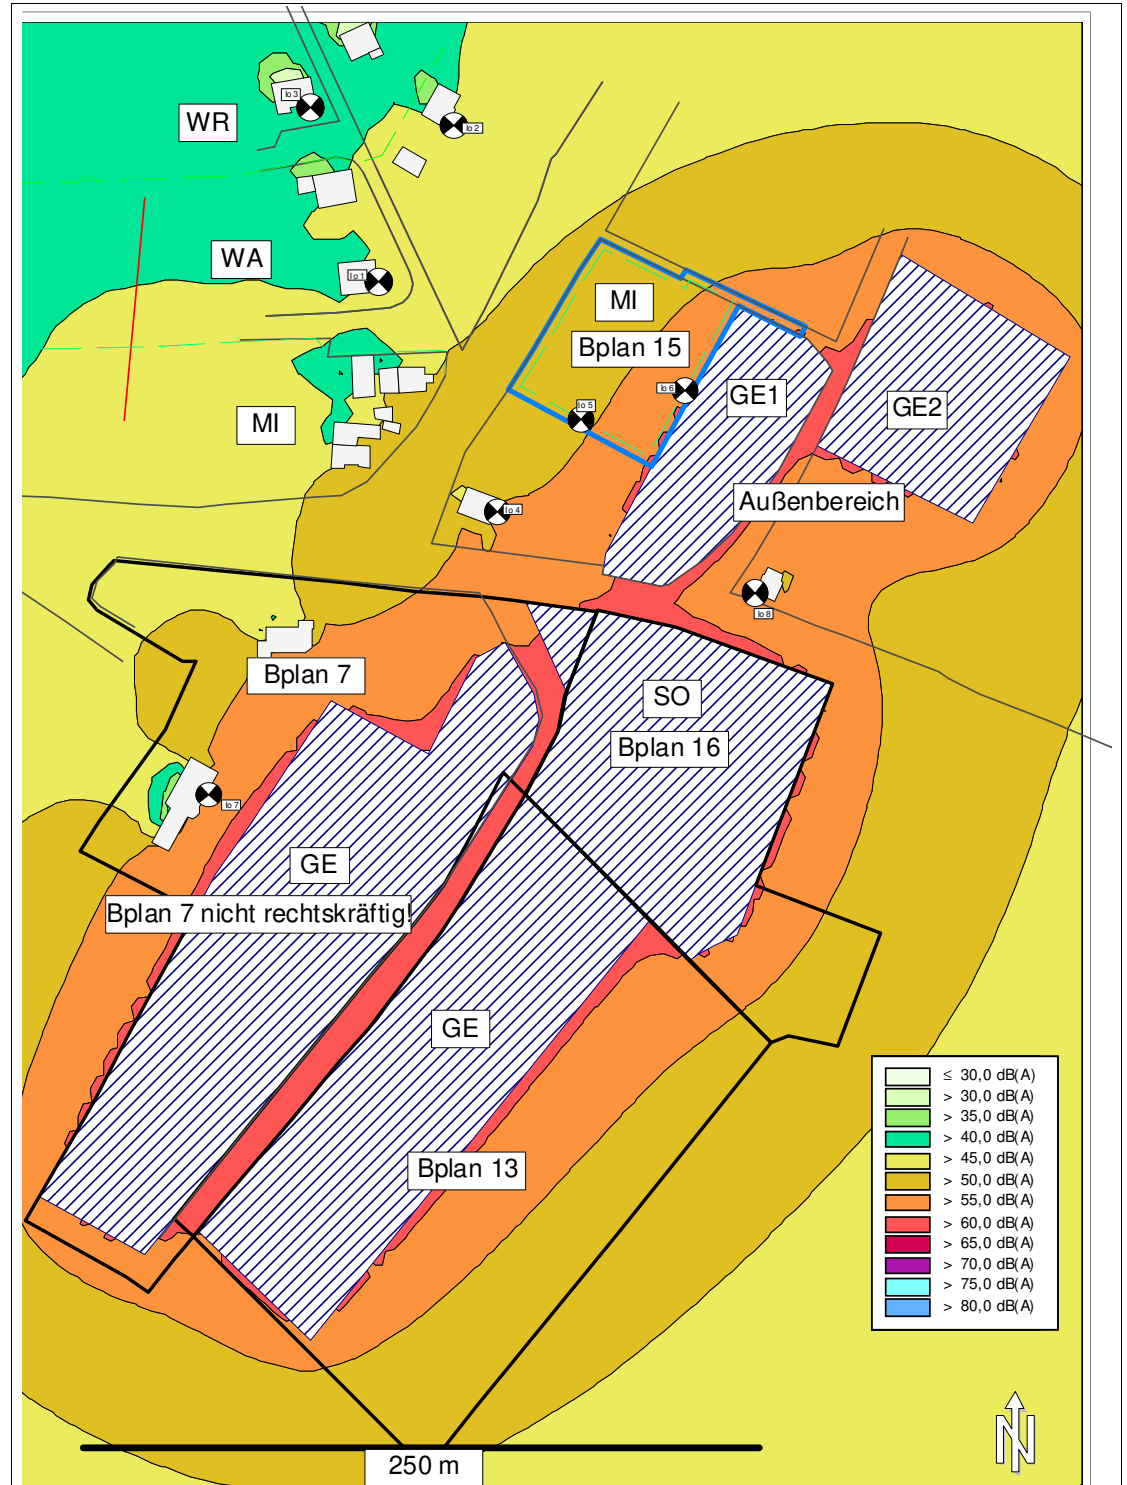 Io 3
WR
Io 2
WA
Io 1
MI
Bplan 15
Io 6
GE1
Io 5
GE2
MI
Außenbereich
Io 4
Io 8
Bplan 7
SO
Bplan 16
Io 7
GE
Bplan 7 nicht rechtskräftig!
GE
Bplan 13
≤ 30,0 dB(A)
> 30,0 dB(A)
> 35,0 dB(A)
> 40,0 dB(A)
> 45,0 dB(A)
> 50,0 dB(A)
> 55,0 dB(A)
> 60,0 dB(A)
> 65,0 dB(A)
> 70,0 dB(A)
> 75,0 dB(A)
> 80,0 dB(A)
N
250 m